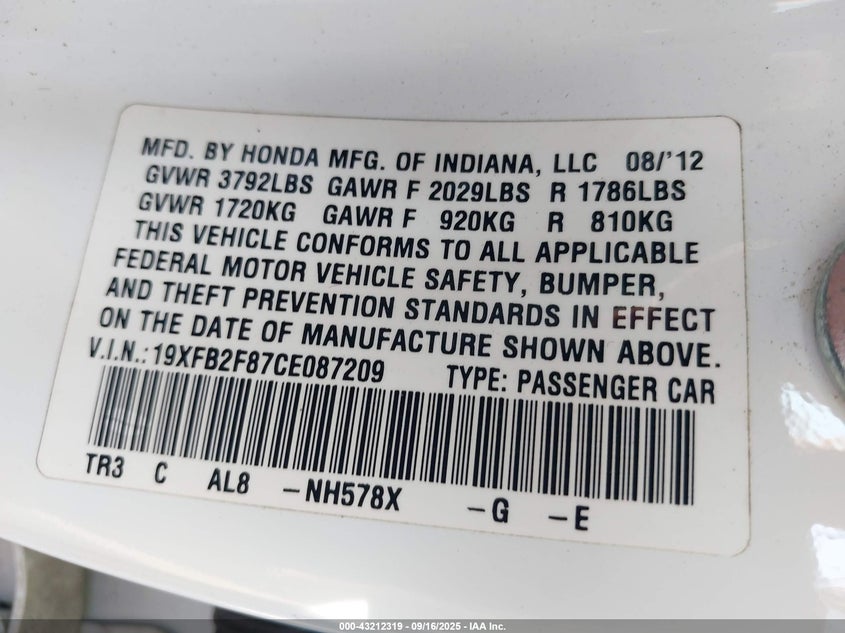 MFD. BY HONDA MFG. OF INDIANA, LLC 08/'12
GVWR 3792LBS GAWR F 2029LBS R 1786LBS
GVWR 1720KG GAWR F 920KG R 810KG
THIS VEHICLE CONFORMS TO ALL APPLICABLE
FEDERAL MOTOR VEHICLE SAFETY, BUMPER,
AND THEFT PREVENTION STANDARDS IN EFFECT
ON THE DATE OF MANUFACTURE SHOWN ABOVE.
V.I.N.: 19XFB2F87CE087209 TYPE: PASSENGER CAR
TR3 C AL8 -NH578X -G -E
000-43212319 - 09/16/2025 - IAA Inc.